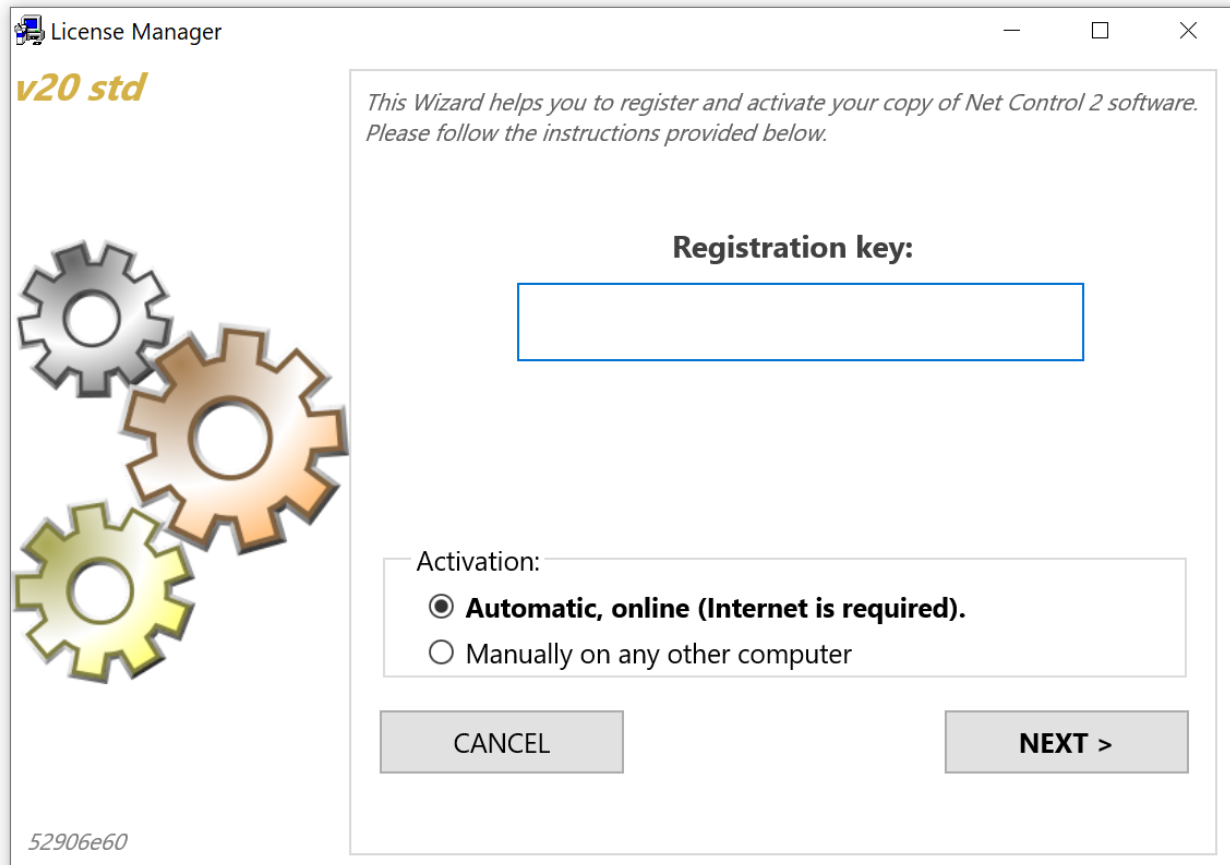 License Manager
v20 std
This Wizard helps you to register and activate your copy of Net Control 2 software.
Please follow the instructions provided below.
Registration key:
Activation:
Automatic, online (Internet is required).
Manually on any other computer
CANCEL
NEXT >
52906e60